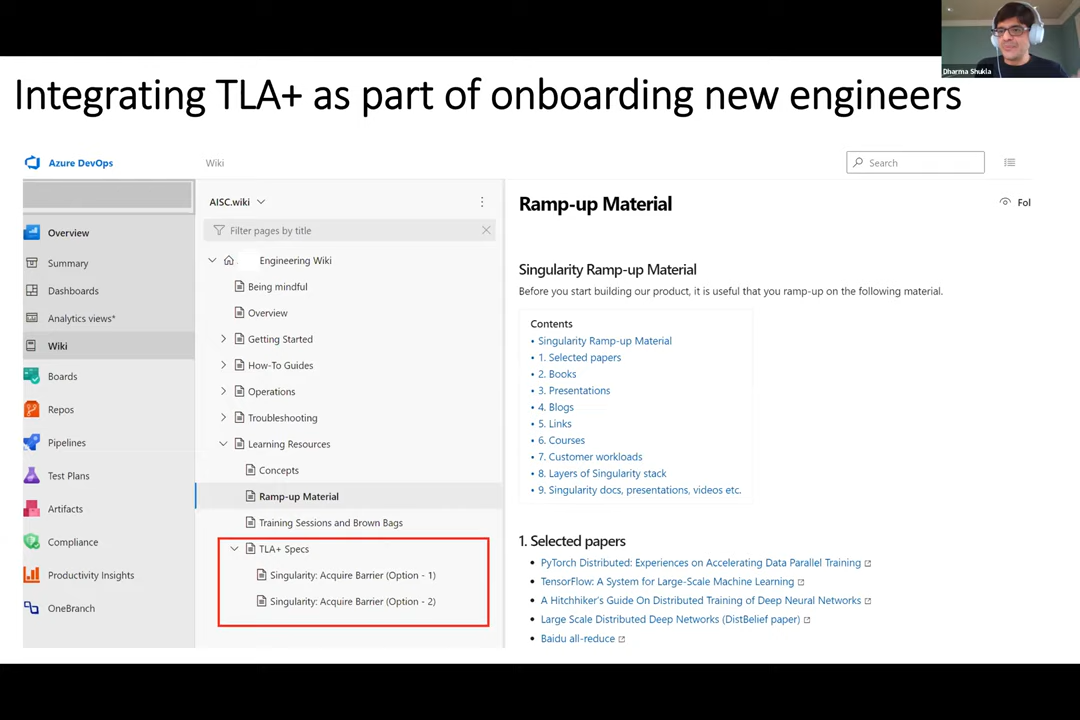 Dharma Shukla
Integrating TLA+ as part of onboarding new engineers
Azure DevOps
Wiki
Search
Overview
Summary
Dashboards
Analytics views*
Wiki
Boards
Repos
Pipelines
Test Plans
Artifacts
Compliance
Productivity Insights
OneBranch
AISC.wiki
Filter pages by title
Engineering Wiki
Being mindful
Overview
Getting Started
How-To Guides
Operations
Troubleshooting
Learning Resources
Concepts
Ramp-up Material
Training Sessions and Brown Bags
TLA+ Specs
Singularity: Acquire Barrier (Option - 1)
Singularity: Acquire Barrier (Option - 2)
Ramp-up Material
Fol
Singularity Ramp-up Material
Before you start building our product, it is useful that you ramp-up on the following material.
Contents
• Singularity Ramp-up Material
• 1. Selected papers
• 2. Books
• 3. Presentations
• 4. Blogs
• 5. Links
• 6. Courses
• 7. Customer workloads
• 8. Layers of Singularity stack
• 9. Singularity docs, presentations, videos etc.
1. Selected papers
• PyTorch Distributed: Experiences on Accelerating Data Parallel Training
• TensorFlow: A System for Large-Scale Machine Learning
• A Hitchhiker's Guide On Distributed Training of Deep Neural Networks
• Large Scale Distributed Deep Networks (DistBelief paper)
• Baidu all-reduce